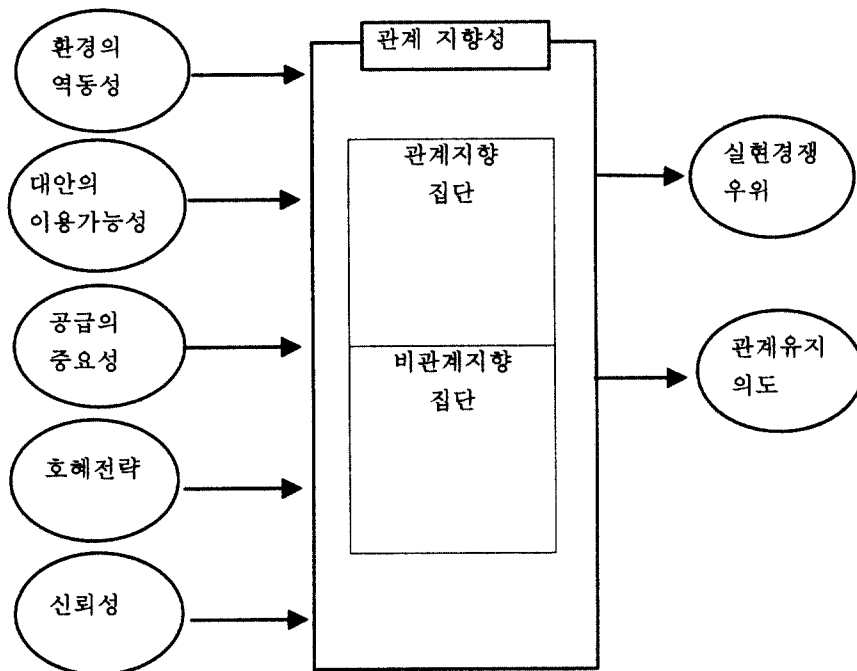 환경의
역동성
대안의
이용가능성
공급의
중요성
호혜전략
신뢰성
관계 지향성
관계지향
집단
비관계지향
집단
실현경쟁
우위
관계유지
의도